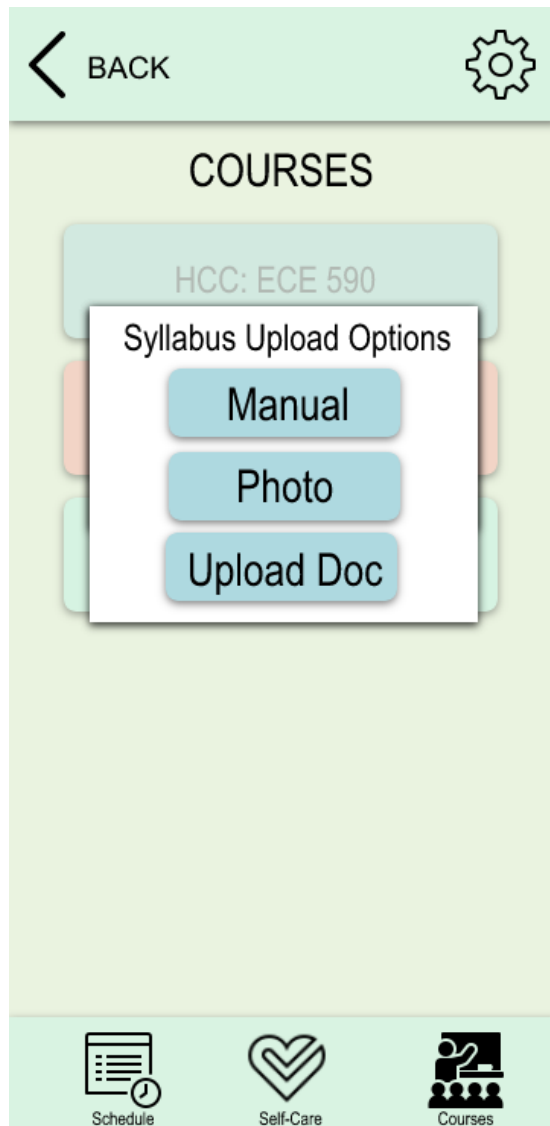 BACK
COURSES
HCC: ECE 590
Syllabus Upload Options
Manual
Photo
Upload Doc
Schedule
Self-Care
Courses